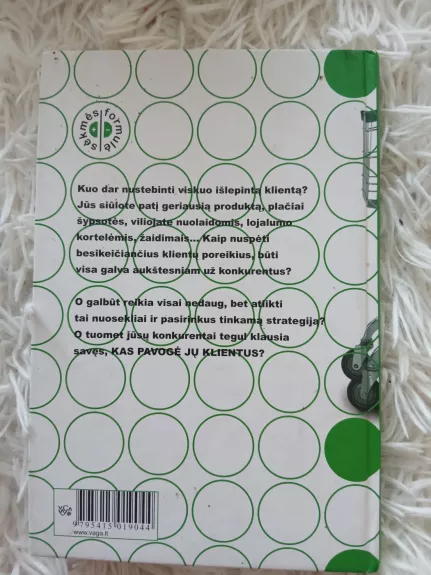 sėkmės formulė
Kuo dar nustebinti viskuo išlepintą klientą?
Jūs siūlote patį geriausią produktą, plačiai
šypsotės, viliojate nuolaidomis, lojalumo
kortelėmis, žaidimais... Kaip nuspėti
besikeičiančius klientų poreikius, būti
visa galva aukštesniam už konkurentus?
O galbūt reikia visai nedaug, bet atlikti
tai nuosekliai ir pasirinkus tinkamą strategiją?
O tuomet jūsų konkurentai tegul klausia
savęs, KAS PAVOGĖ JŲ KLIENTUS?
VAGA
9 795415 019044
www.vaga.lt